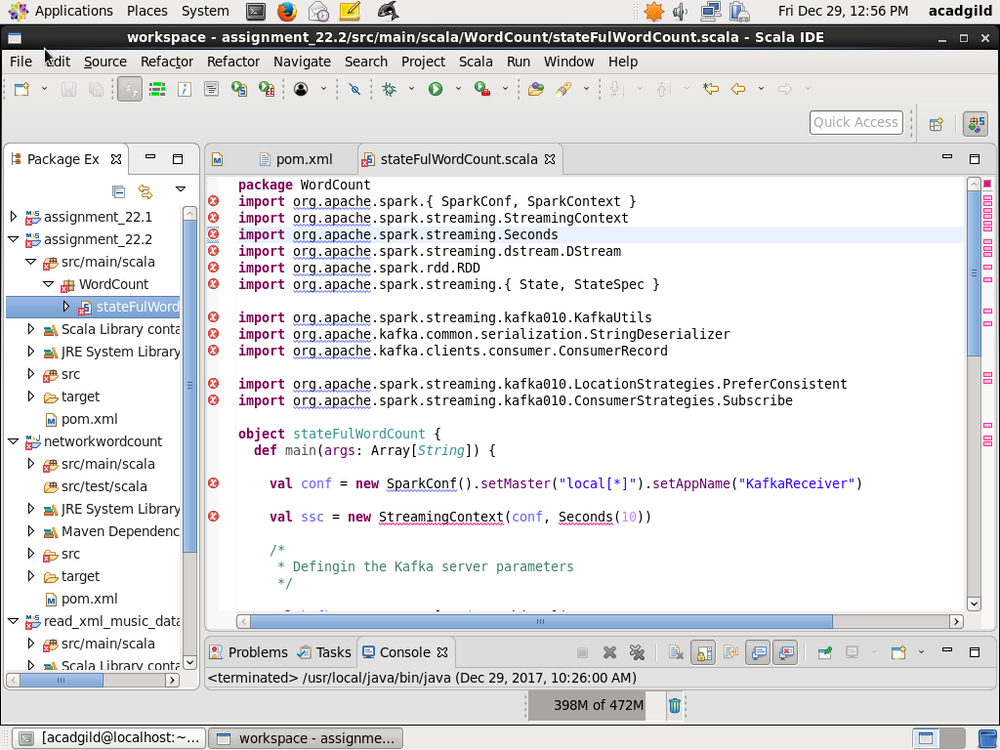 Applications Places System Fri Dec 29, 12:56 PM acadgild
workspace - assignment_22.2/src/main/scala/WordCount/stateFulWordCount.scala - Scala IDE
File Edit Source Refactor Refactor Navigate Search Project Scala Run Window Help
Quick Access
Package Ex
assignment_22.1
assignment_22.2
src/main/scala
WordCount
stateFulWord
Scala Library conta
JRE System Library
src
target
pom.xml
networkwordcount
src/main/scala
src/test/scala
JRE System Library
Maven Dependenc
src
target
pom.xml
read_xml_music_data
src/main/scala
Scala Library conta
pom.xml stateFulWordCount.scala
package WordCount
import org.apache.spark.{ SparkConf, SparkContext }
import org.apache.spark.streaming.StreamingContext
import org.apache.spark.streaming.Seconds
import org.apache.spark.streaming.dstream.DStream
import org.apache.spark.rdd.RDD
import org.apache.spark.streaming.{ State, StateSpec }
import org.apache.spark.streaming.kafka010.KafkaUtils
import org.apache.kafka.common.serialization.StringDeserializer
import org.apache.kafka.clients.consumer.ConsumerRecord
import org.apache.spark.streaming.kafka010.LocationStrategies.PreferConsistent
import org.apache.spark.streaming.kafka010.ConsumerStrategies.Subscribe
object stateFulWordCount {
def main(args: Array[String]) {
val conf = new SparkConf().setMaster("local[*]").setAppName("KafkaReceiver")
val ssc = new StreamingContext(conf, Seconds(10))
/*
* Defingin the Kafka server parameters
*/
Problems Tasks Console
<terminated> /usr/local/java/bin/java (Dec 29, 2017, 10:26:00 AM)
398M of 472M
[acadgild@localhost:~... workspace - assignme...